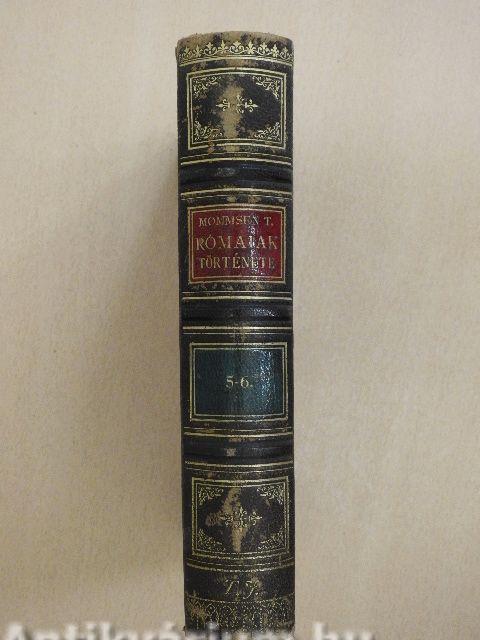 MOMMSEN T.
RÓMAIAK
TÖRTÉNETE
5-6.